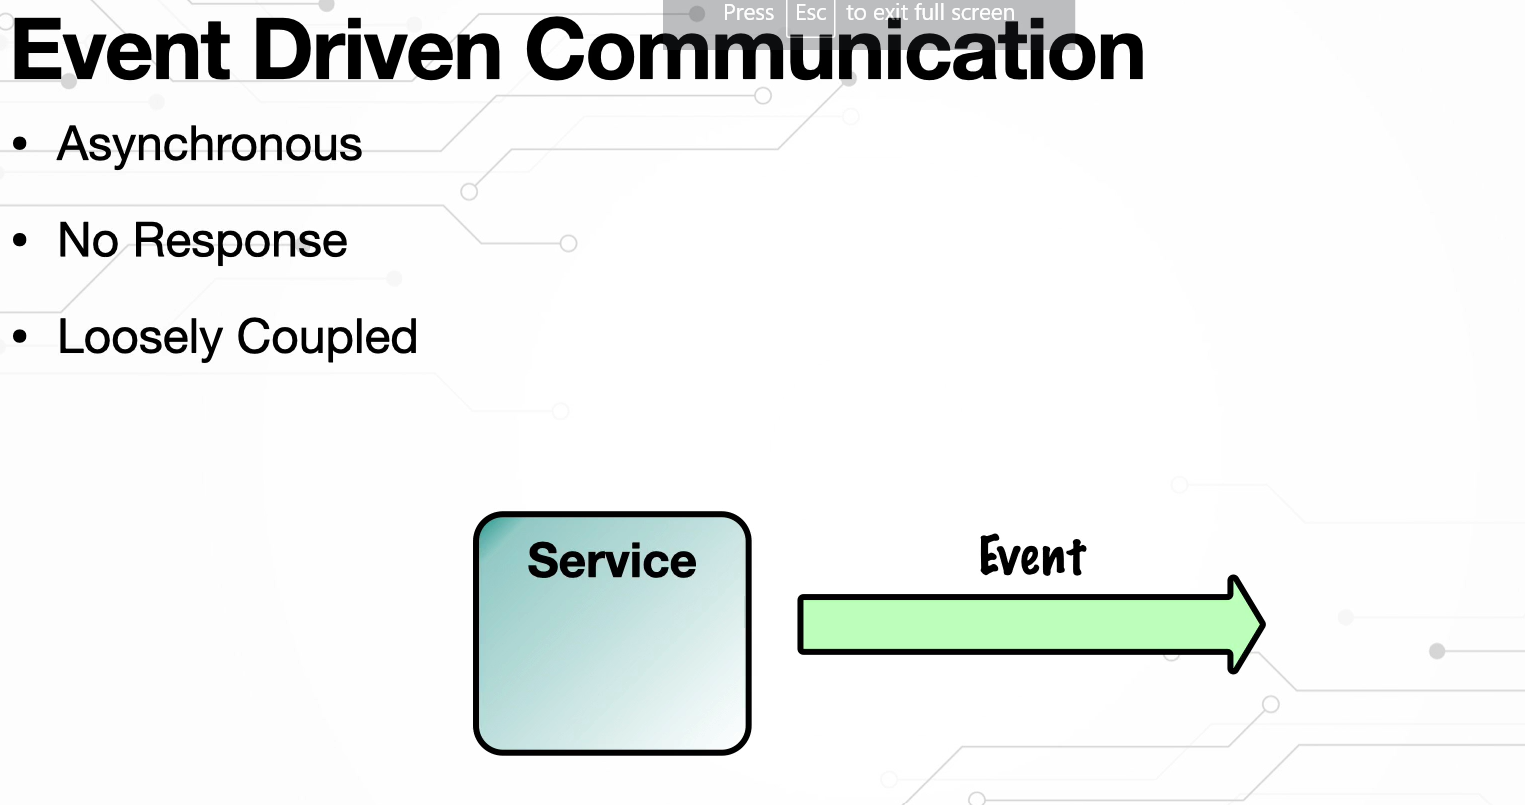 Press Esc to exit full screen
Event Driven Communication
• Asynchronous
• No Response
• Loosely Coupled
Service
Event